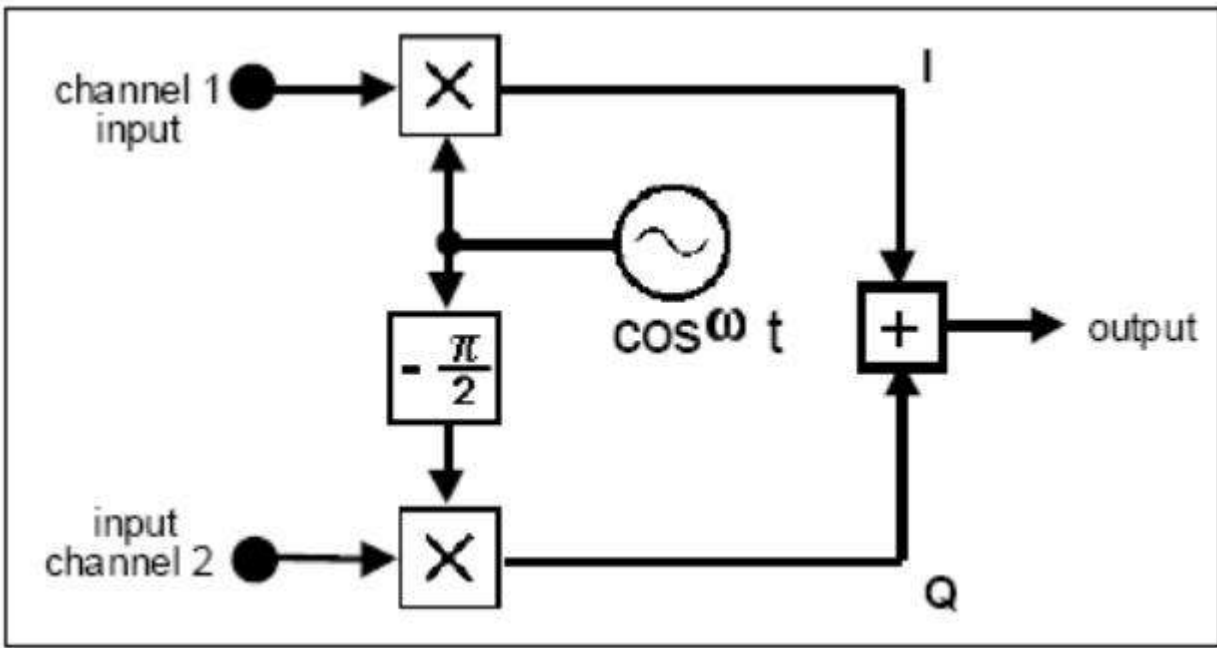 channel 1
input
I
×
cos ω t
+
output
- π/2
input
channel 2
×
Q